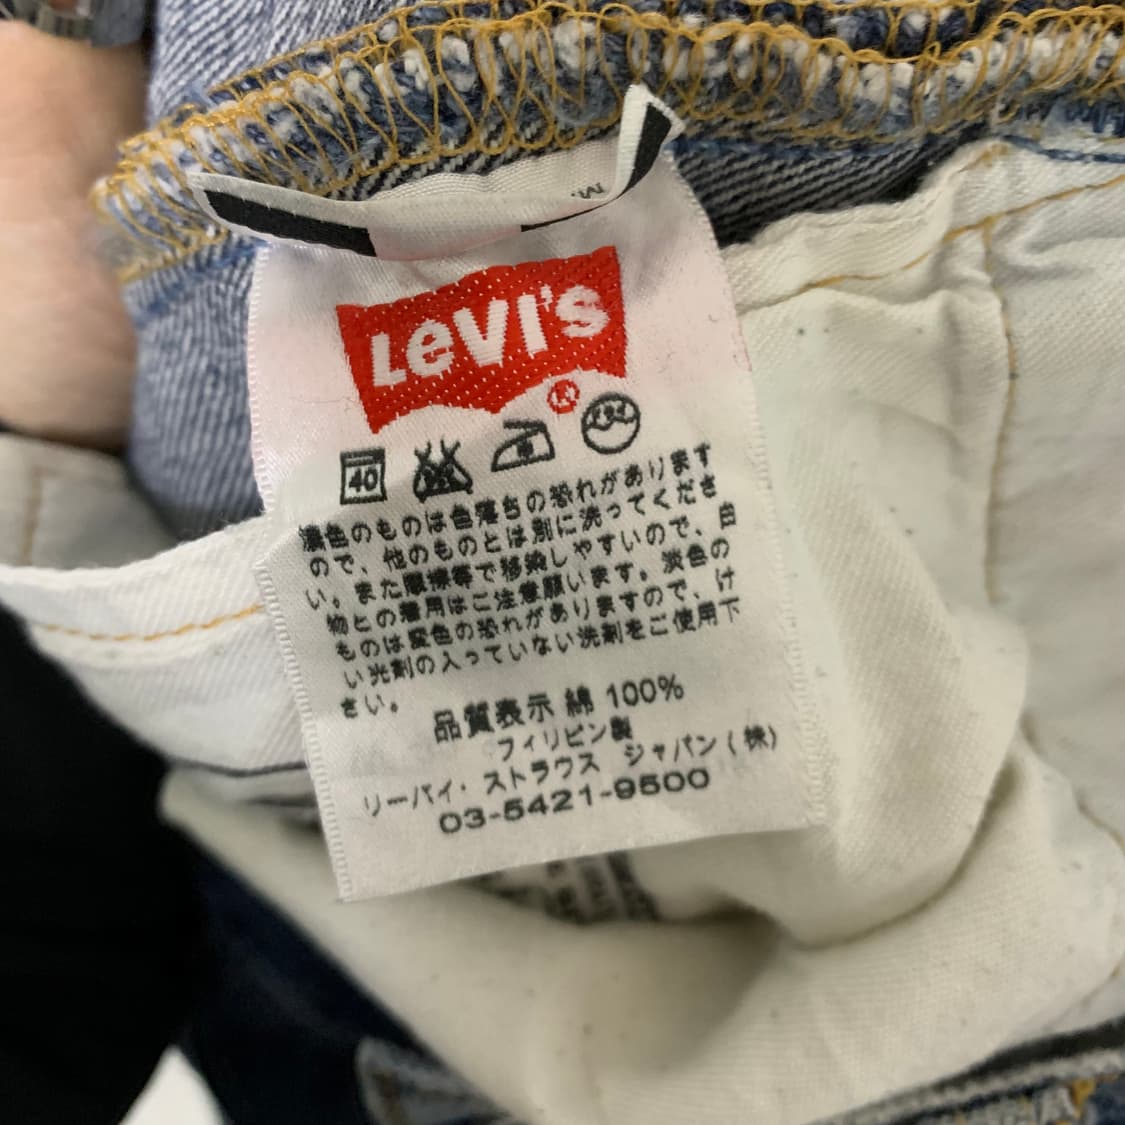 M.
LEVI'S
40
濃色のものは色落ちの恐れがあります
ので、他のものとは別に洗ってくださ
い。また摩擦等で移染しやすいので、白
物との着用はご注意願います。淡色の
ものは変色の恐れがありますので、け
い光剤の入っていない洗剤をご使用下
さい。
品質表示 綿 100%
フィリピン製
リーバイ・ストラウス ジャパン(株)
03-5421-9500